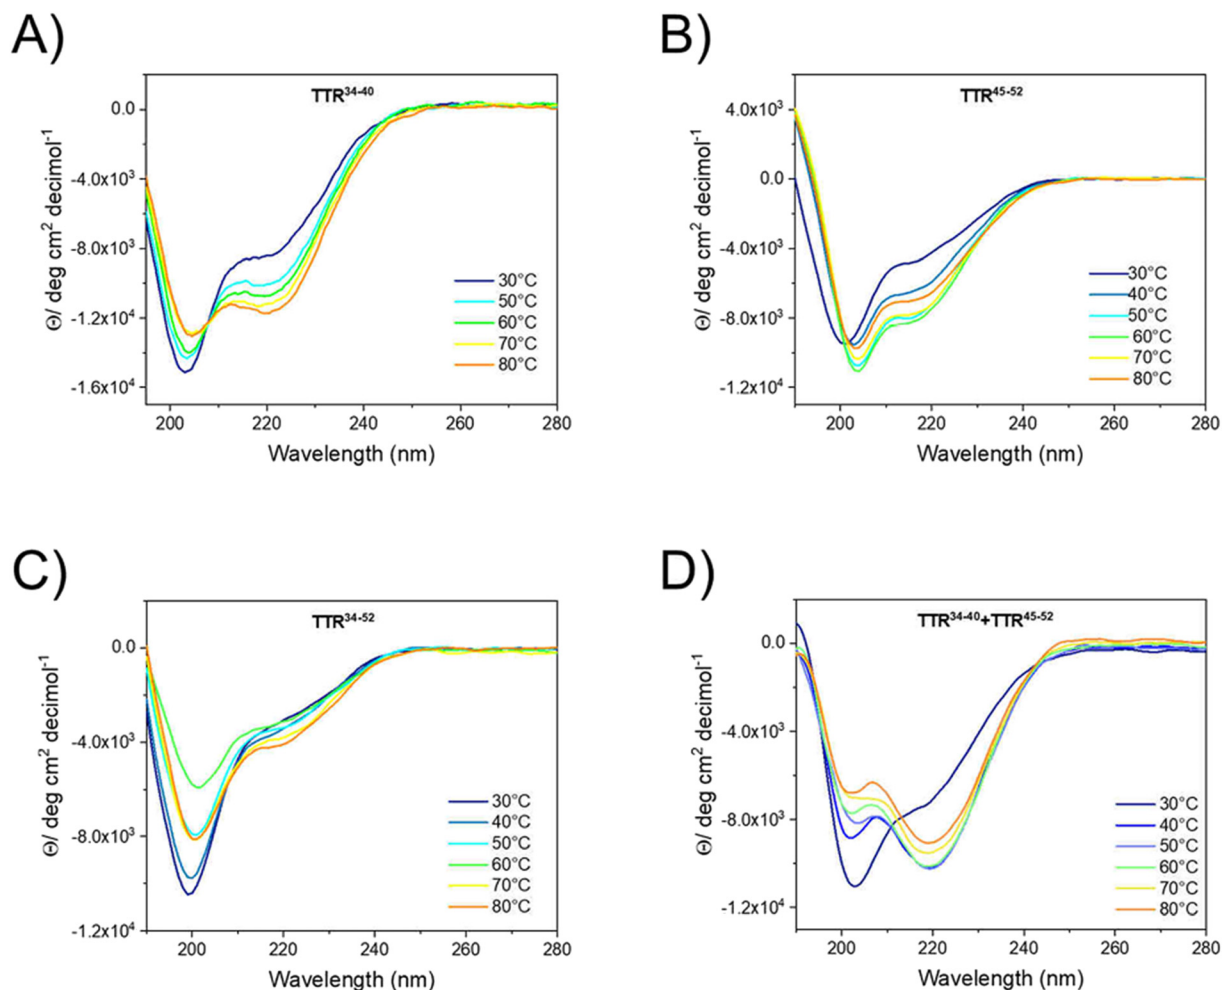 A)
TTR³⁴⁻⁴⁰
Θ/ deg cm² decimol⁻¹
0.0
-4.0x10³
-8.0x10³
-1.2x10⁴
-1.6x10⁴
30°C
50°C
60°C
70°C
80°C
200 220 240 260 280
Wavelength (nm)
B)
TTR⁴⁵⁻⁵²
Θ/ deg cm² decimol⁻¹
4.0x10³
0.0
-4.0x10³
-8.0x10³
-1.2x10⁴
30°C
40°C
50°C
60°C
70°C
80°C
200 220 240 260 280
Wavelength (nm)
C)
TTR³⁴⁻⁵²
Θ/ deg cm² decimol⁻¹
0.0
-4.0x10³
-8.0x10³
-1.2x10⁴
30°C
40°C
50°C
60°C
70°C
80°C
200 220 240 260 280
Wavelength (nm)
D)
TTR³⁴⁻⁴⁰+TTR⁴⁵⁻⁵²
Θ/ deg cm² decimol⁻¹
0.0
-4.0x10³
-8.0x10³
-1.2x10⁴
30°C
40°C
50°C
60°C
70°C
80°C
200 220 240 260 280
Wavelength (nm)